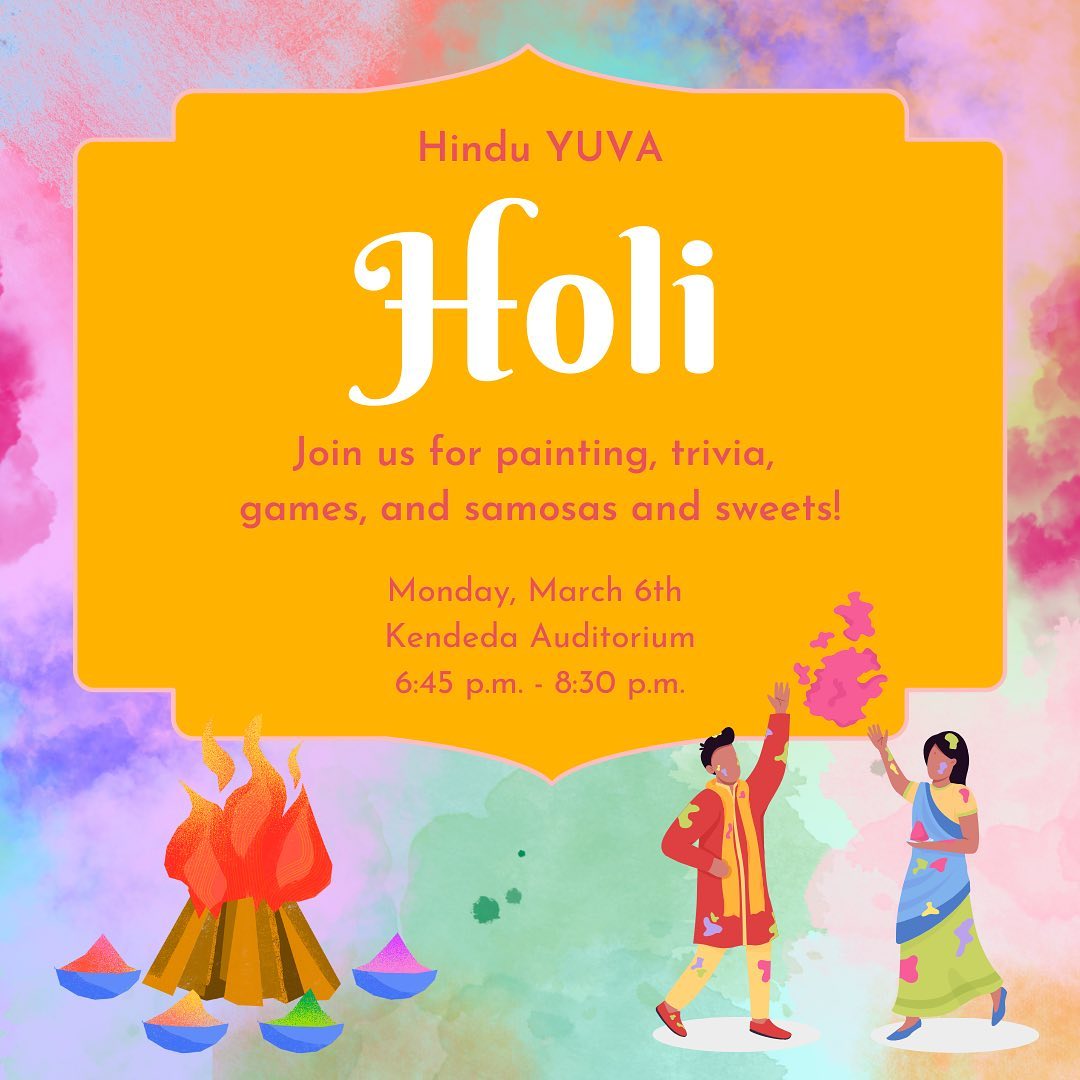 Hindu YUVA
Holi
Join us for painting, trivia,
games, and samosas and sweets!
Monday, March 6th
Kendeda Auditorium
6:45 p.m. - 8:30 p.m.